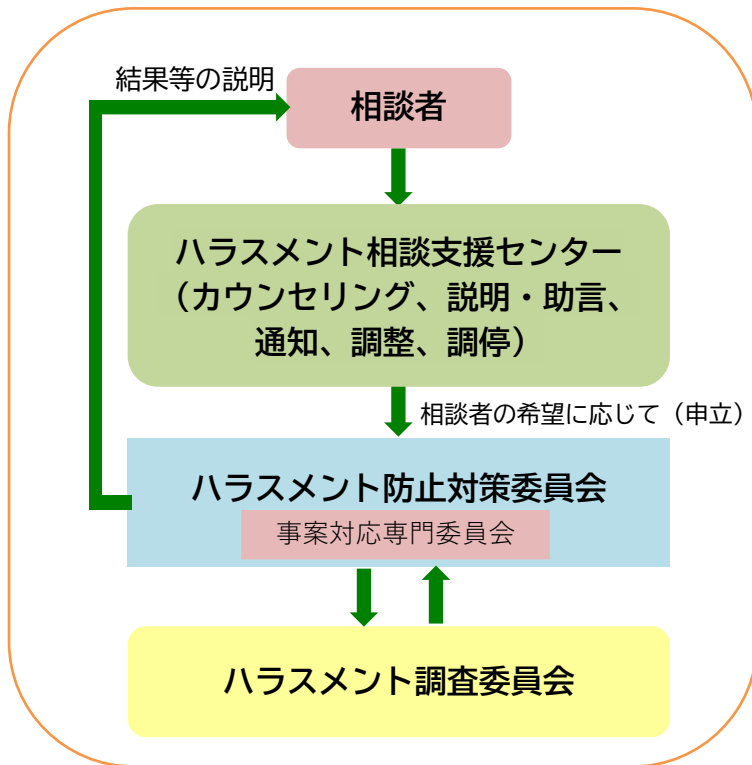 結果等の説明
相談者
ハラスメント相談支援センター
（カウンセリング、説明・助言、
通知、調整、調停）
相談者の希望に応じて（申立）
ハラスメント防止対策委員会
事案対応専門委員会
ハラスメント調査委員会